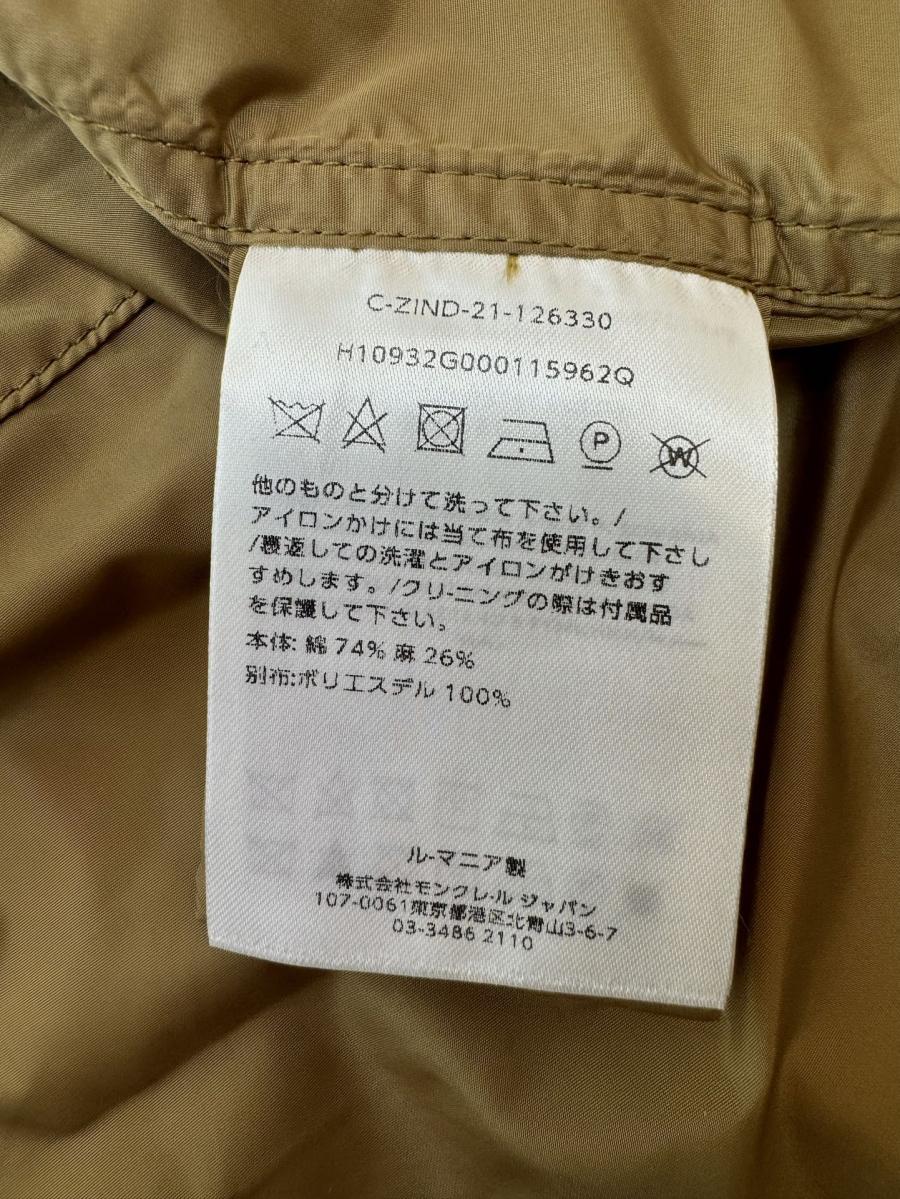 C-ZIND-21-126330
H10932G000115962Q
P
W
他のものと分けて洗って下さい。/
アイロンかけには当て布を使用して下さし
/裏返しての洗濯とアイロンがけきおす
すめします。/クリ-ニングの際は付属品
を保護して下さい。
本体: 綿 74% 麻 26%
別布:ポリエスデル 100%
ル-マニア製
株式会社モンクレ-ル ジャパン
107-0061東京都港区北青山3-6-7
03-3486 2110